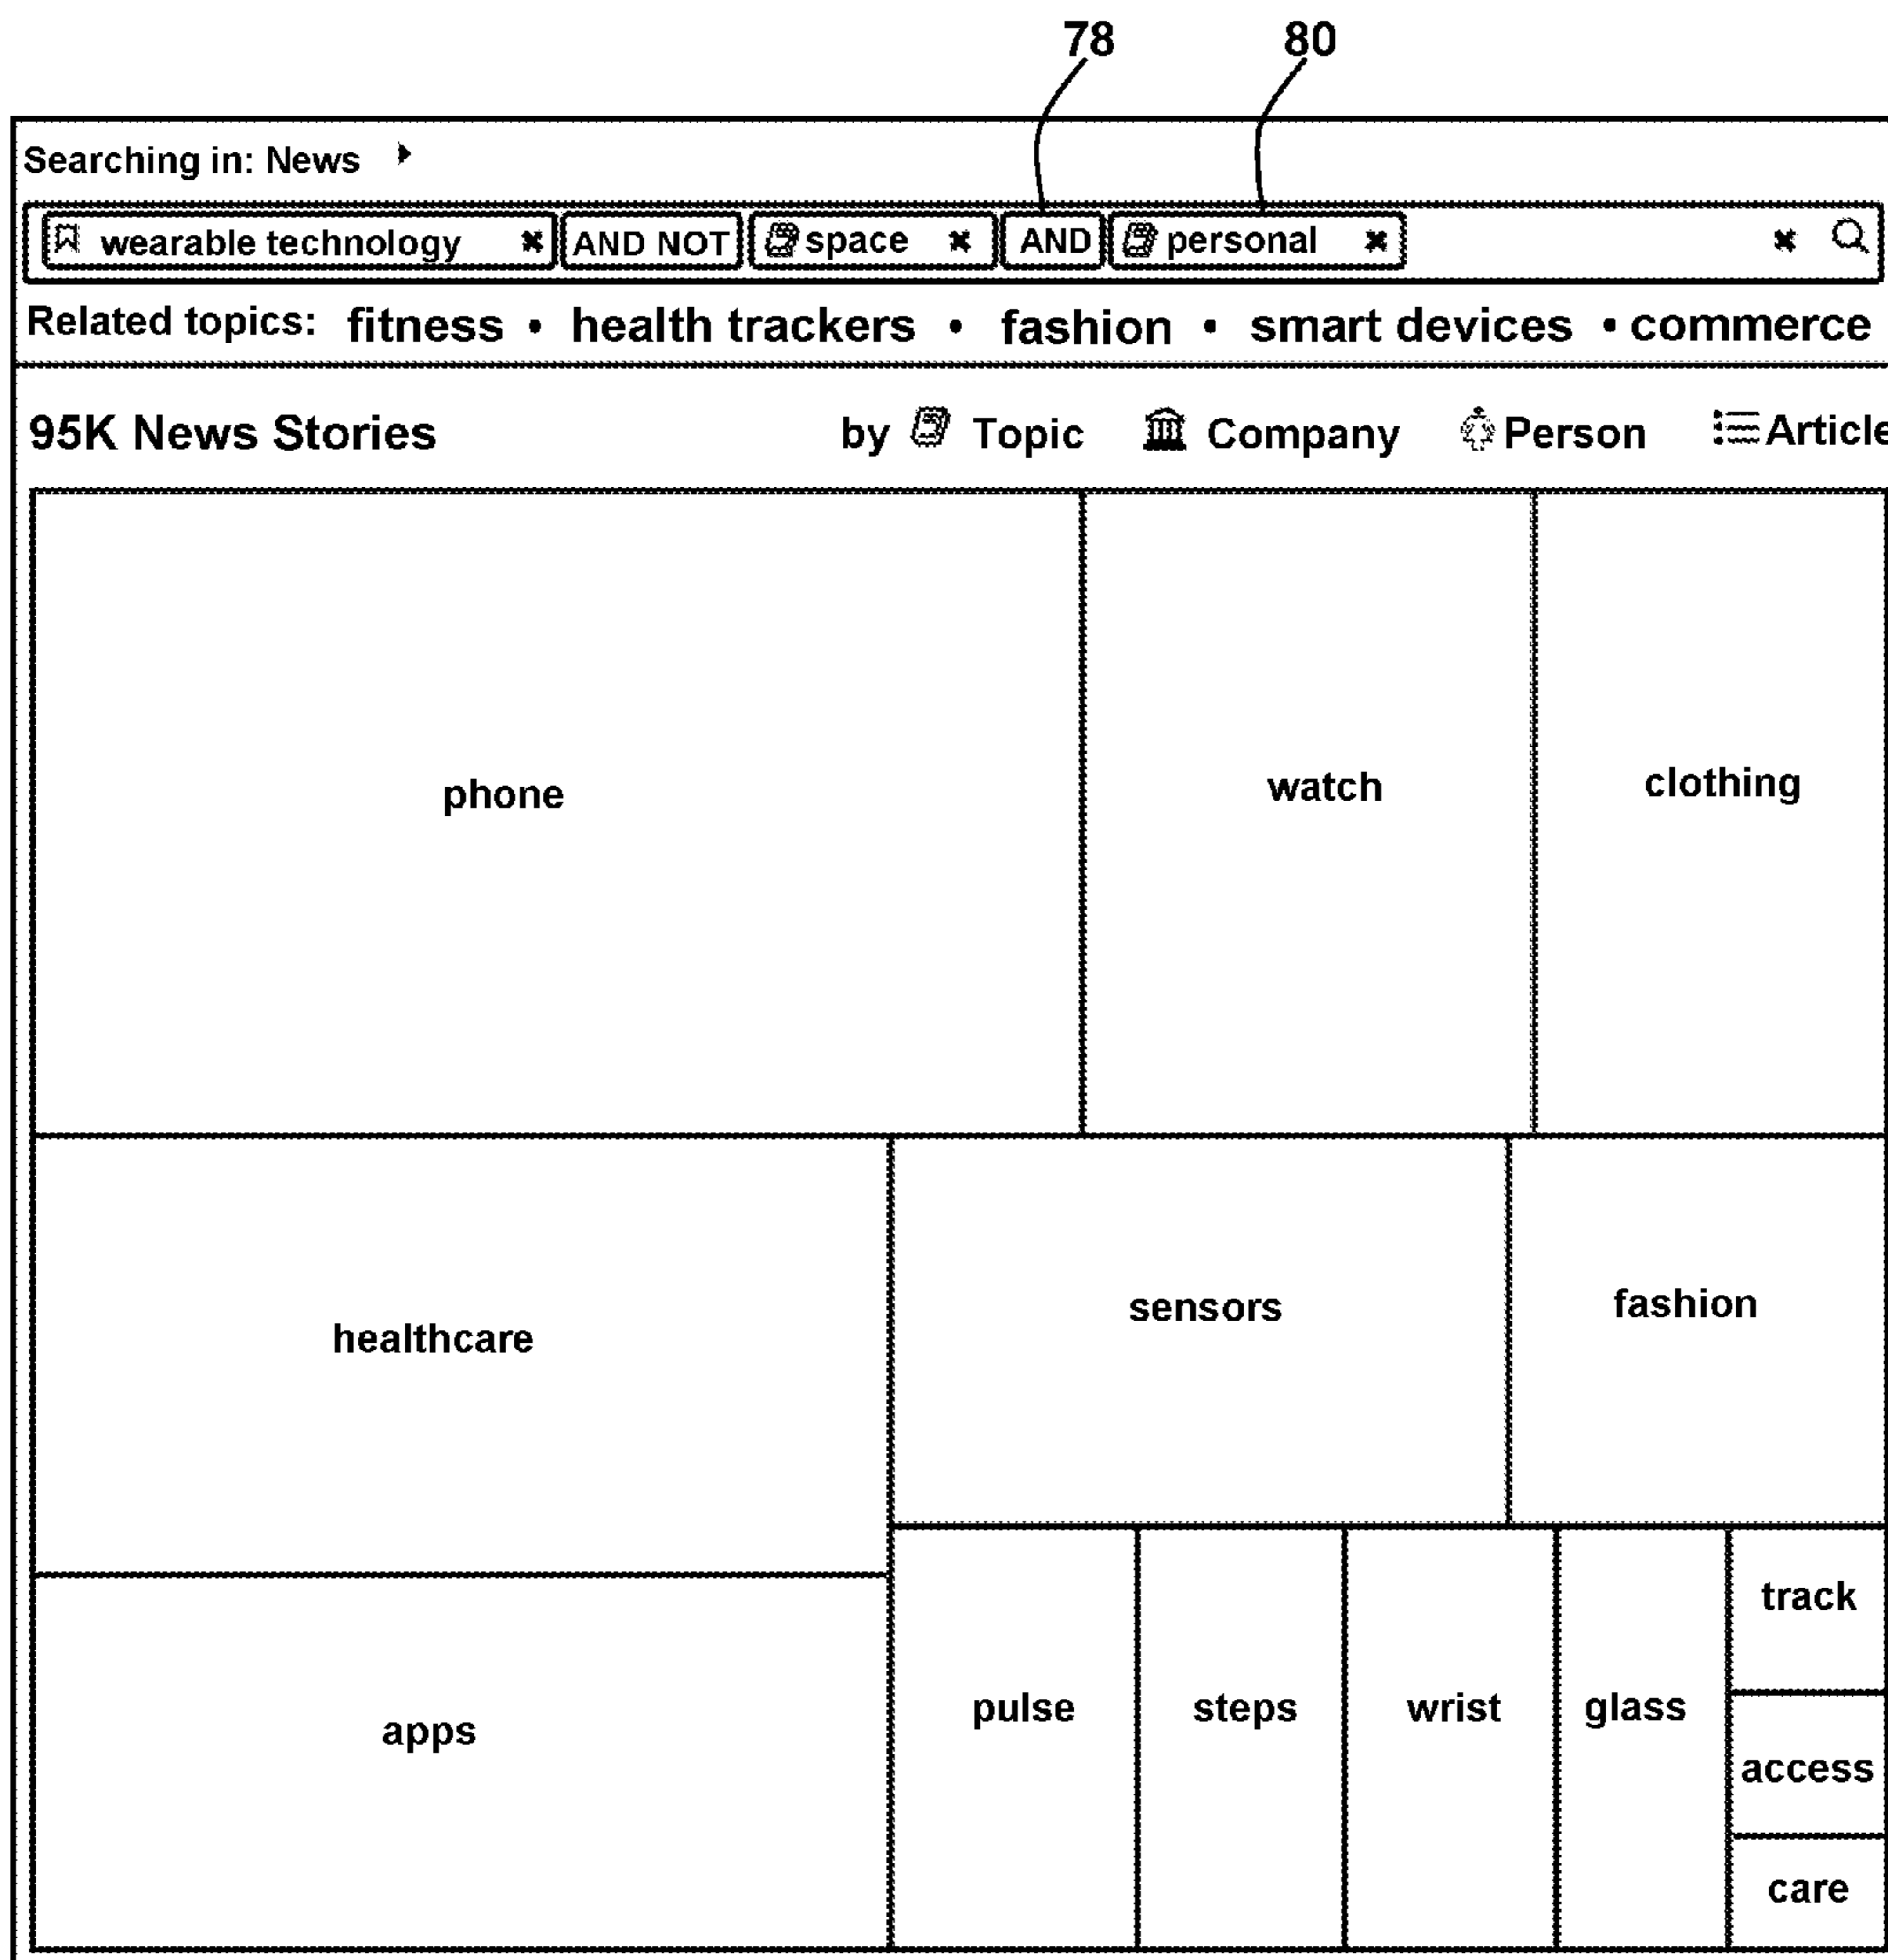 78 80
Searching in: News
wearable technology AND NOT space AND personal
Related topics: fitness • health trackers • fashion • smart devices • commerce
95K News Stories by Topic Company Person Article
phone watch clothing
healthcare sensors fashion
apps pulse steps wrist glass track
access
care